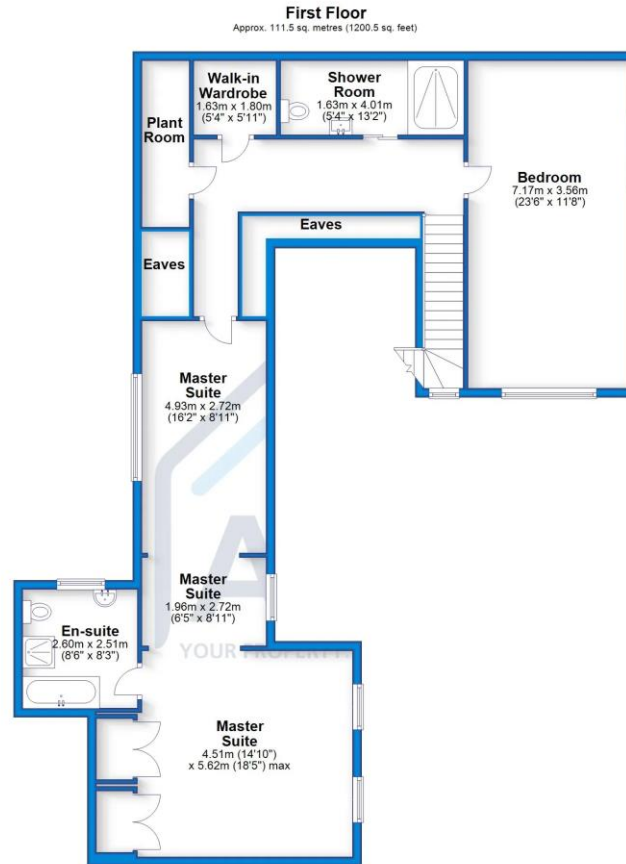 First Floor
Approx. 111.5 sq. metres (1200.5 sq. feet)
Walk-in
Wardrobe
1.63m x 1.80m
(5'4" x 5'11")
Shower
Room
1.63m x 4.01m
(5'4" x 13'2")
Plant
Room
Bedroom
7.17m x 3.56m
(23'6" x 11'8")
Eaves
Eaves
Master
Suite
4.93m x 2.72m
(16'2" x 8'11")
Master
Suite
1.96m x 2.72m
(6'5" x 8'11")
En-suite
2.60m x 2.51m
(8'6" x 8'3")
YOUR PROPERTY
Master
Suite
4.51m (14'10")
x 5.62m (18'5") max